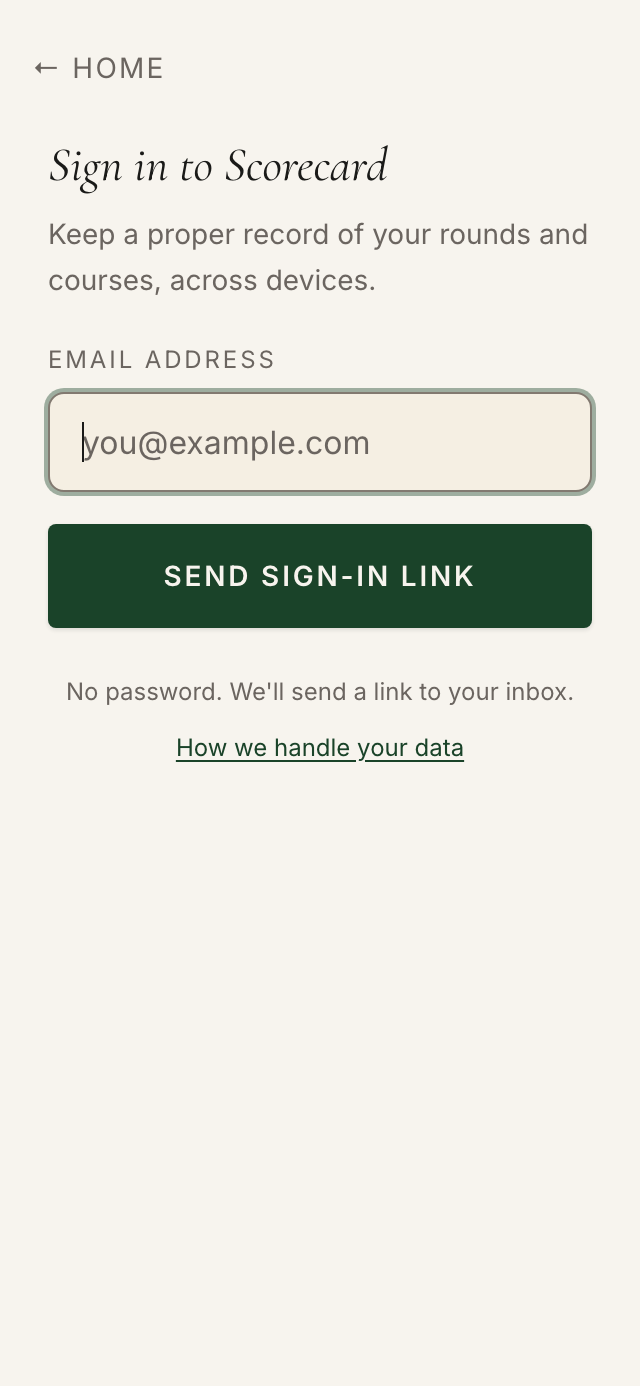 ← HOME
Sign in to Scorecard
Keep a proper record of your rounds and
courses, across devices.
EMAIL ADDRESS
you@example.com
SEND SIGN-IN LINK
No password. We'll send a link to your inbox.
How we handle your data